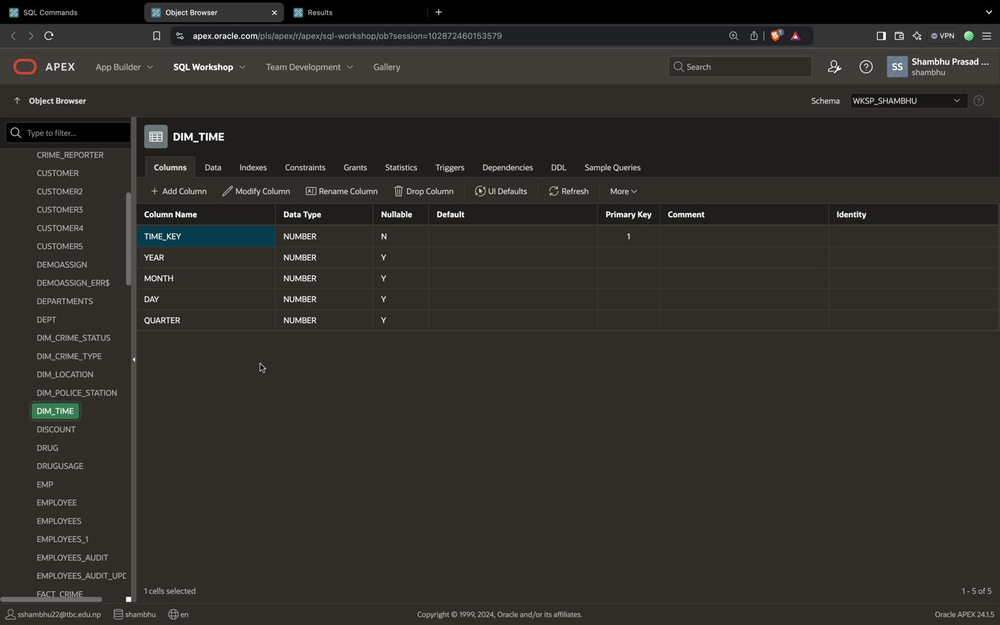 SQL Commands
Object Browser
Results
apex.oracle.com/pls/apex/r/apex/sql-workshop/ob?session=102872460153579
1
VPN
APEX
App Builder
SQL Workshop
Team Development
Gallery
Search
SS
Shambhu Prasad ...
shambhu
Object Browser
Schema
WKSP_SHAMBHU
Type to filter...
CRIME_REPORTER
CUSTOMER
CUSTOMER2
CUSTOMER3
CUSTOMER4
CUSTOMER5
DEMOASSIGN
DEMOASSIGN_ERR$
DEPARTMENTS
DEPT
DIM_CRIME_STATUS
DIM_CRIME_TYPE
DIM_LOCATION
DIM_POLICE_STATION
DIM_TIME
DISCOUNT
DRUG
DRUGUSAGE
EMP
EMPLOYEE
EMPLOYEES
EMPLOYEES_1
EMPLOYEES_AUDIT
EMPLOYEES_AUDIT_UPD
FACT_CRIME
DIM_TIME
Columns Data Indexes Constraints Grants Statistics Triggers Dependencies DDL Sample Queries
Add Column Modify Column Rename Column Drop Column UI Defaults Refresh More
Column Name Data Type Nullable Default Primary Key Comment Identity
TIME_KEY NUMBER N 1
YEAR NUMBER Y
MONTH NUMBER Y
DAY NUMBER Y
QUARTER NUMBER Y
1 cells selected
1 - 5 of 5
sshambhu22@tbc.edu.np shambhu en
Copyright © 1999, 2024, Oracle and/or its affiliates.
Oracle APEX 24.1.5